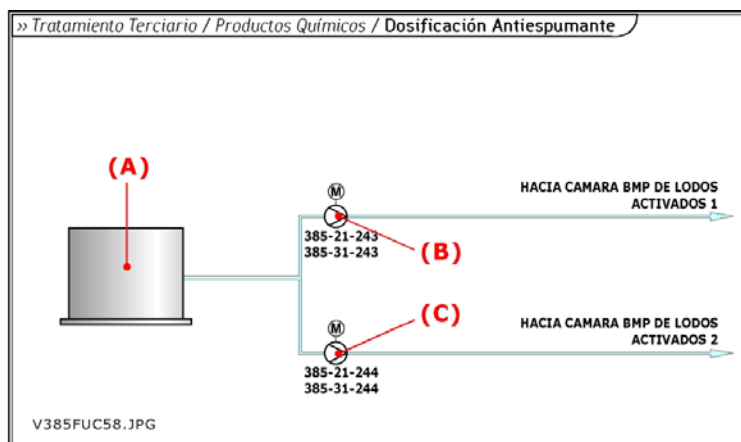 » Tratamiento Terciario / Productos Químicos / Dosificación Antiespumante
(A)
M
HACIA CAMARA BMP DE LODOS
ACTIVADOS 1
385-21-243
385-31-243
(B)
M
(C)
HACIA CAMARA BMP DE LODOS
ACTIVADOS 2
385-21-244
385-31-244
V385FUC58.JPG